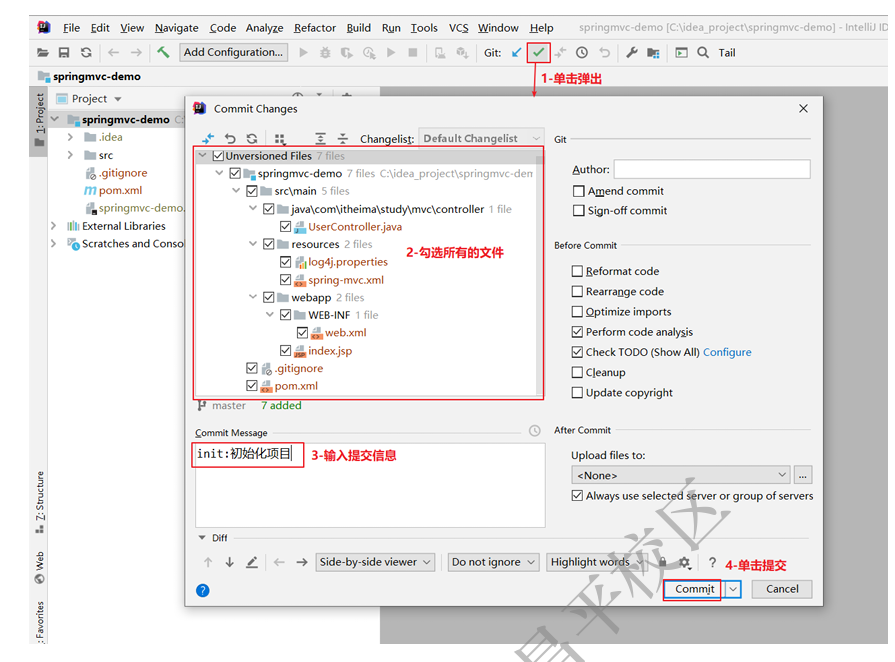 File Edit View Navigate Code Analyze Refactor Build Run Tools VCS Window Help springmvc-demo [C:\idea_project\springmvc-demo] - IntelliJ ID
Add Configuration... Git: Tail
springmvc-demo
1-单击弹出
1: Project
Project
Commit Changes
springmvc-demo
.idea
src
.gitignore
pom.xml
springmvc-demo.
External Libraries
Scratches and Conso
Changelist: Default Changelist
Unversioned Files 7 files
springmvc-demo 7 files C:\idea_project\springmvc-dem
src\main 5 files
java\com\itheima\study\mvc\controller 1 file
UserController.java
resources 2 files
2-勾选所有的文件
log4j.properties
spring-mvc.xml
webapp 2 files
WEB-INF 1 file
web.xml
index.jsp
.gitignore
pom.xml
master 7 added
Git
Author:
Amend commit
Sign-off commit
Before Commit
Reformat code
Rearrange code
Optimize imports
Perform code analysis
Check TODO (Show All) Configure
Cleanup
Update copyright
Commit Message
init:初始化项目
3-输入提交信息
After Commit
Upload files to:
<None>
...
Always use selected server or group of servers
Diff
Side-by-side viewer Do not ignore Highlight words
4-单击提交
Commit Cancel
Z: Structure
Web
Favorites
昌平校区